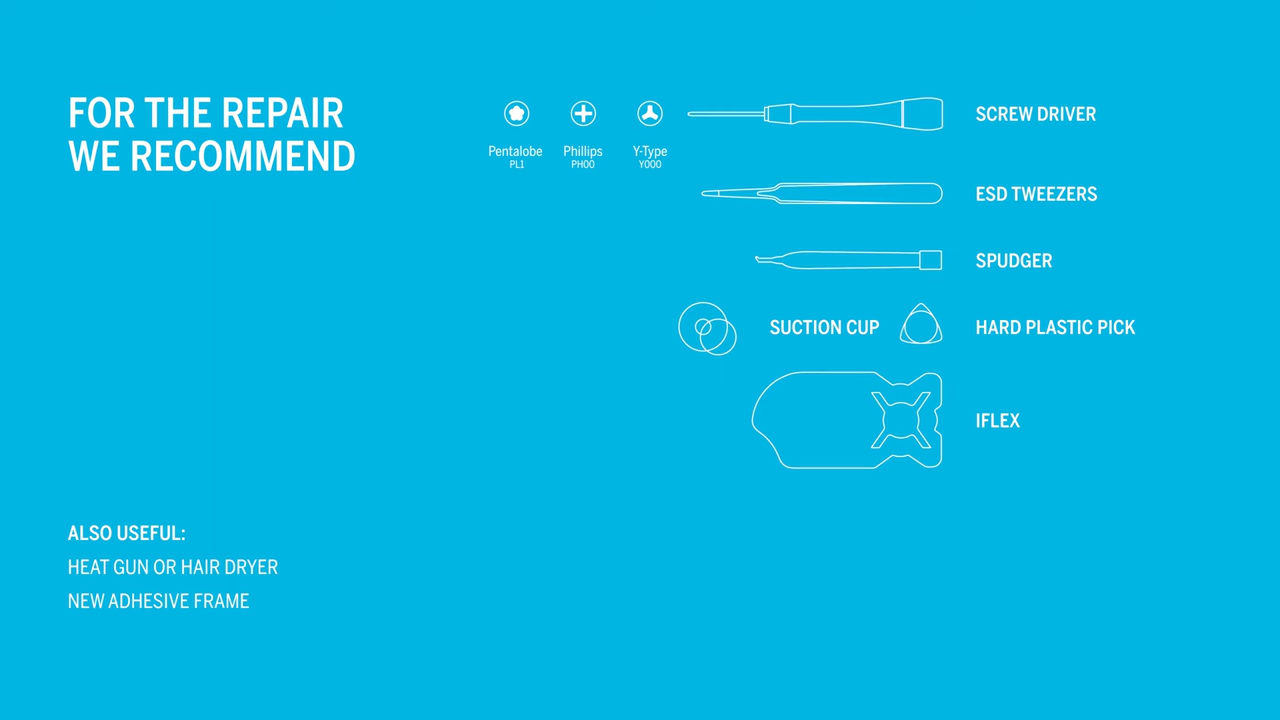 FOR THE REPAIR
WE RECOMMEND
Pentalobe
PL1
Phillips
PH00
Y-Type
Y000
SCREW DRIVER
ESD TWEEZERS
SPUDGER
SUCTION CUP
HARD PLASTIC PICK
IFLEX
ALSO USEFUL:
HEAT GUN OR HAIR DRYER
NEW ADHESIVE FRAME